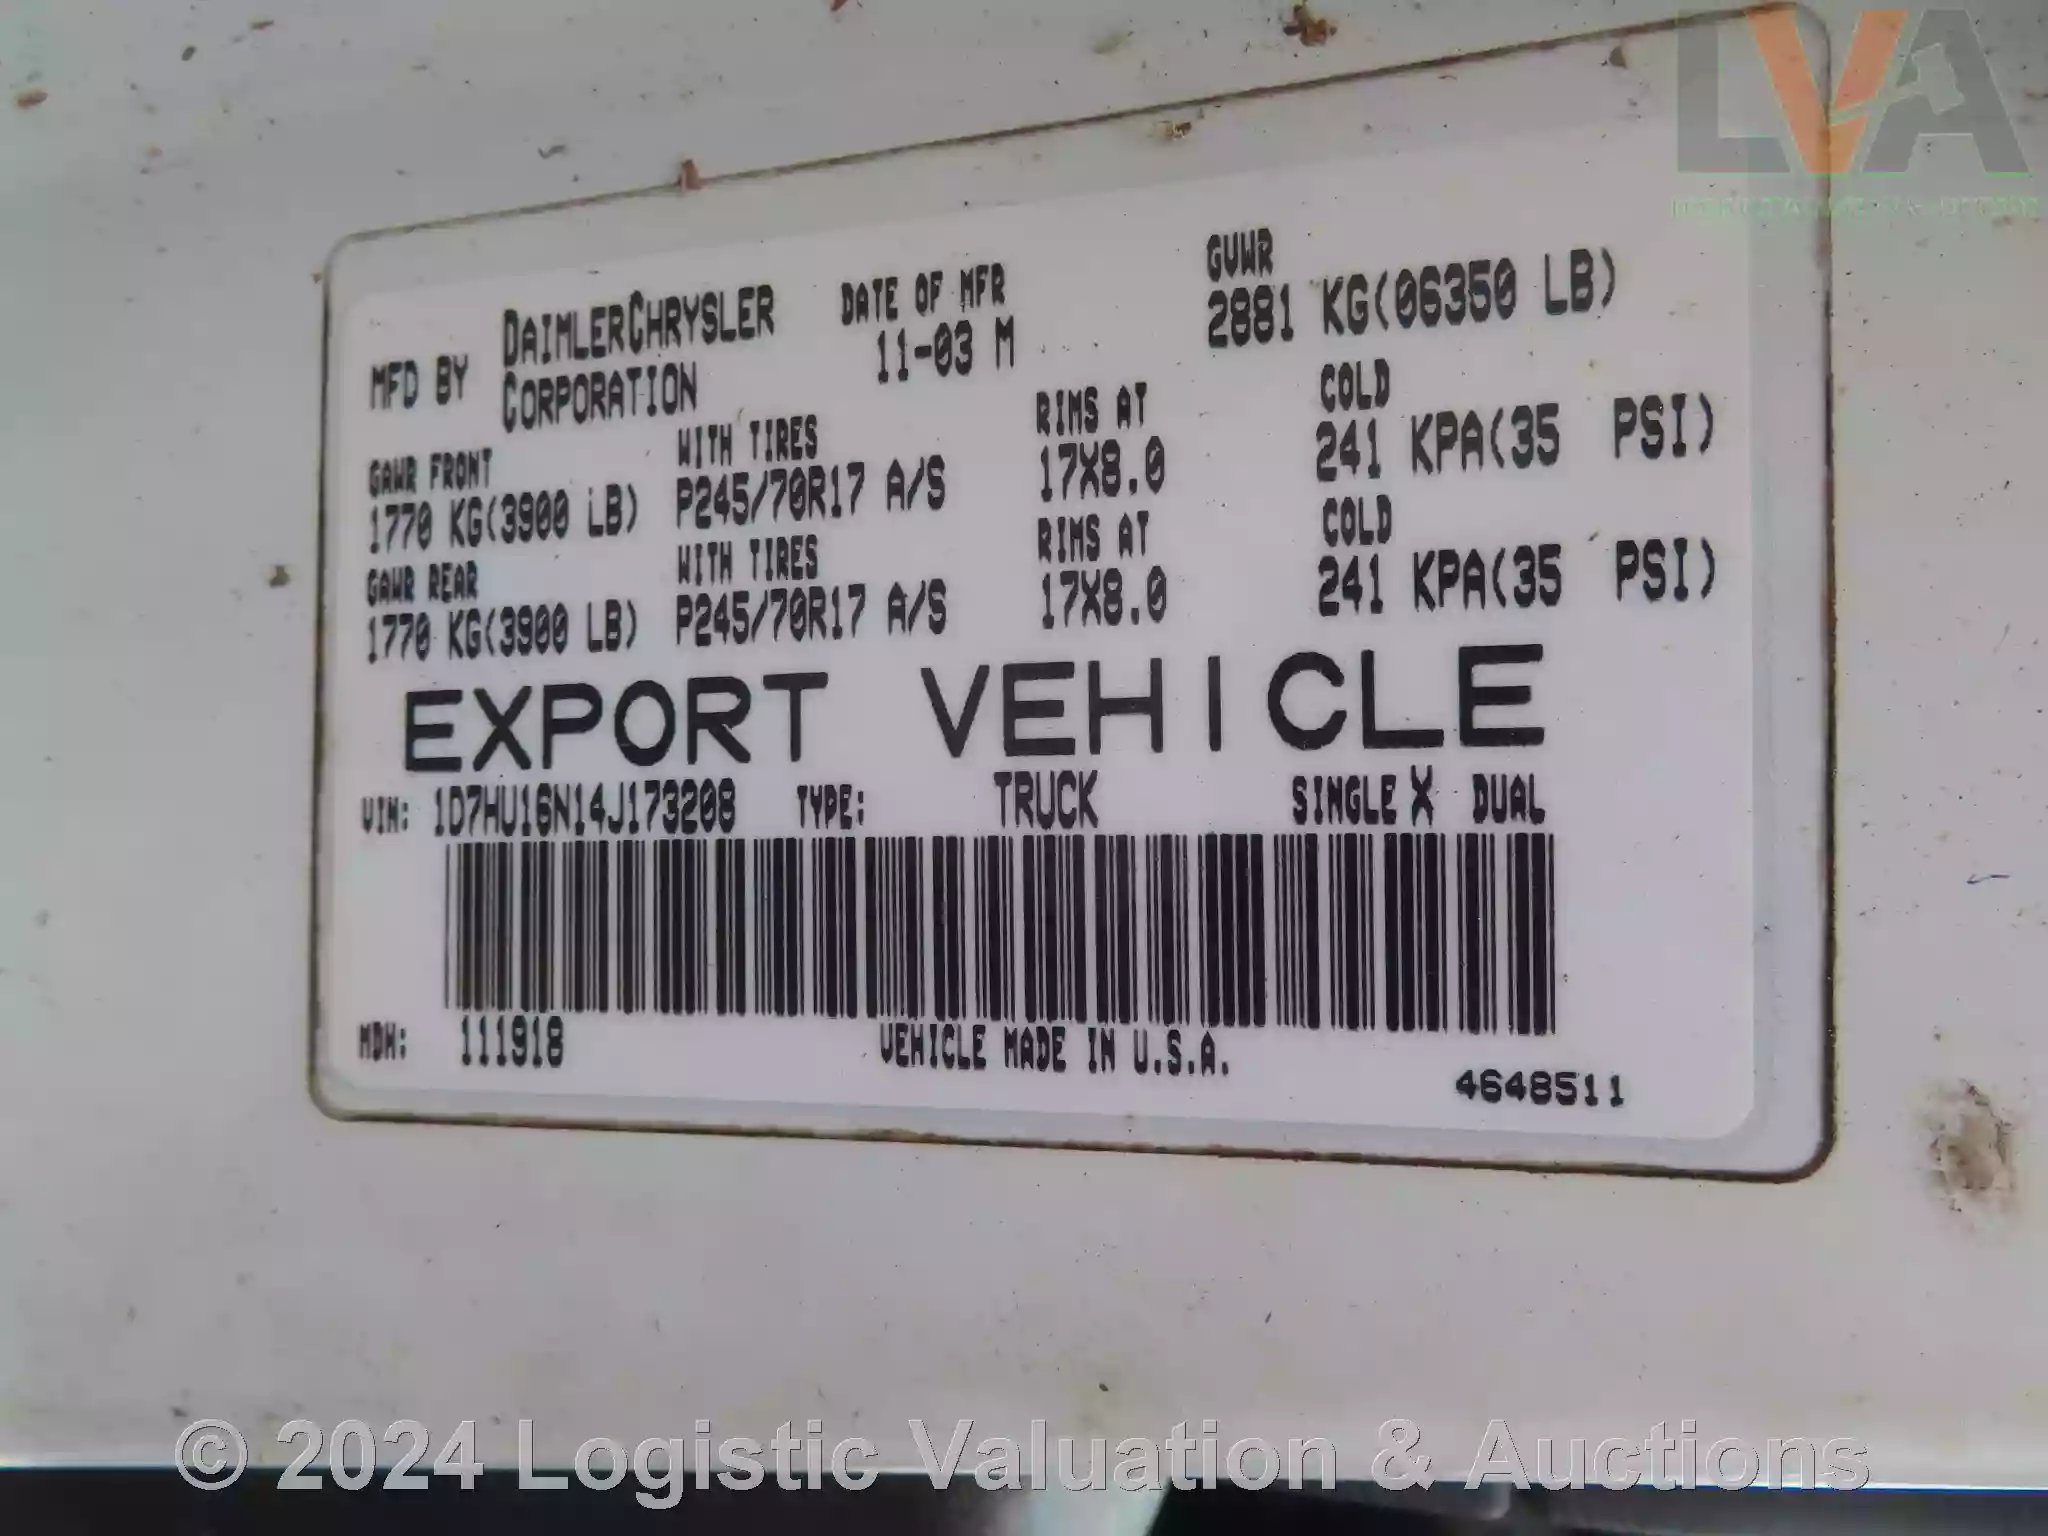 LVA
MFD BY DAIMLERCHRYSLER CORPORATION DATE OF MFR 11-03 M GVWR 2881 KG(06350 LB)
GAWR FRONT WITH TIRES RIMS AT COLD
1770 KG(3900 LB) P245/70R17 A/S 17X8.0 241 KPA(35 PSI)
GAWR REAR WITH TIRES RIMS AT COLD
1770 KG(3900 LB) P245/70R17 A/S 17X8.0 241 KPA(35 PSI)
EXPORT VEHICLE
VIN: 1D7HU16N14J173208 TYPE: TRUCK SINGLE X DUAL
MDH: 111918 VEHICLE MADE IN U.S.A.
4648511
© 2024 Logistic Valuation & Auctions